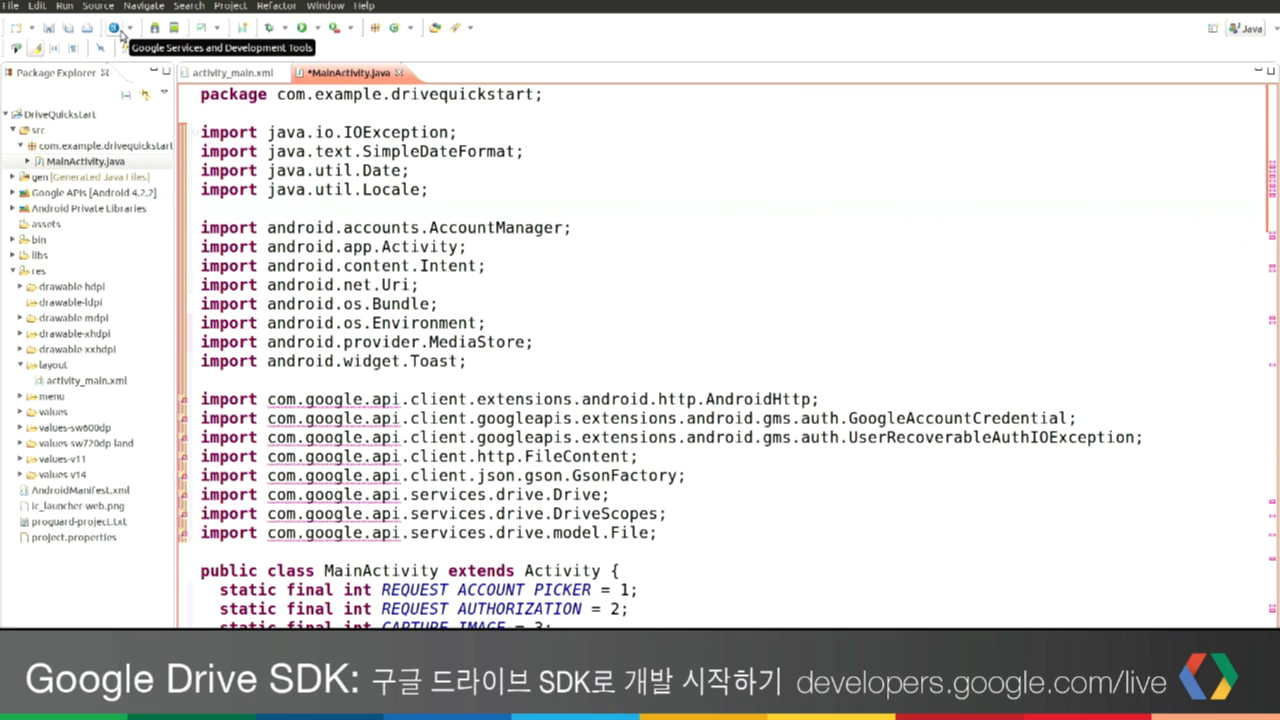 File Edit Run Source Navigate Search Project Refactor Window Help
Google Services and Development Tools
Java
Package Explorer
activity_main.xml
*MainActivity.java
DriveQuickstart
src
com.example.drivequickstart
MainActivity.java
gen [Generated Java Files]
Google APIs [Android 4.2.2]
Android Private Libraries
assets
bin
libs
res
drawable-hdpi
drawable-ldpi
drawable-mdpi
drawable-xhdpi
drawable-xxhdpi
layout
activity_main.xml
menu
values
values-sw600dp
values-sw720dp-land
values-v11
values-v14
AndroidManifest.xml
ic_launcher-web.png
proguard-project.txt
project.properties
package com.example.drivequickstart;
import java.io.IOException;
import java.text.SimpleDateFormat;
import java.util.Date;
import java.util.Locale;
import android.accounts.AccountManager;
import android.app.Activity;
import android.content.Intent;
import android.net.Uri;
import android.os.Bundle;
import android.os.Environment;
import android.provider.MediaStore;
import android.widget.Toast;
import com.google.api.client.extensions.android.http.AndroidHttp;
import com.google.api.client.googleapis.extensions.android.gms.auth.GoogleAccountCredential;
import com.google.api.client.googleapis.extensions.android.gms.auth.UserRecoverableAuthIOException;
import com.google.api.client.http.FileContent;
import com.google.api.client.json.gson.GsonFactory;
import com.google.api.services.drive.Drive;
import com.google.api.services.drive.DriveScopes;
import com.google.api.services.drive.model.File;
public class MainActivity extends Activity {
static final int REQUEST_ACCOUNT_PICKER = 1;
static final int REQUEST_AUTHORIZATION = 2;
static final int CAPTURE_IMAGE = 3;
Google Drive SDK: 구글 드라이브 SDK로 개발 시작하기 developers.google.com/live